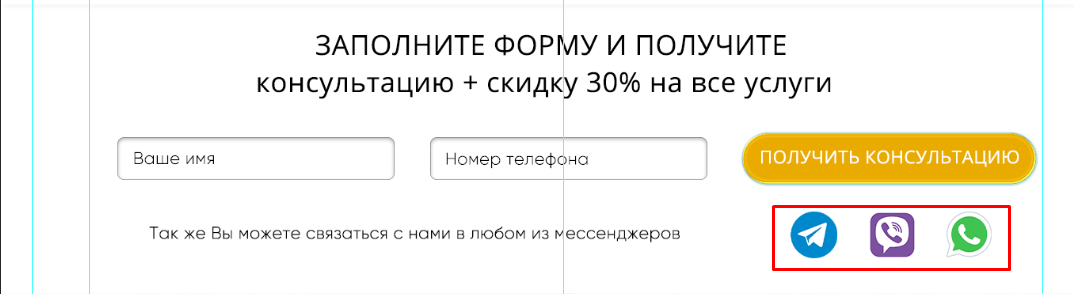 ЗАПОЛНИТЕ ФОРМУ И ПОЛУЧИТЕ
консультацию + скидку 30% на все услуги
Ваше имя
Номер телефона
ПОЛУЧИТЬ КОНСУЛЬТАЦИЮ
Так же Вы можете связаться с нами в любом из мессенджеров